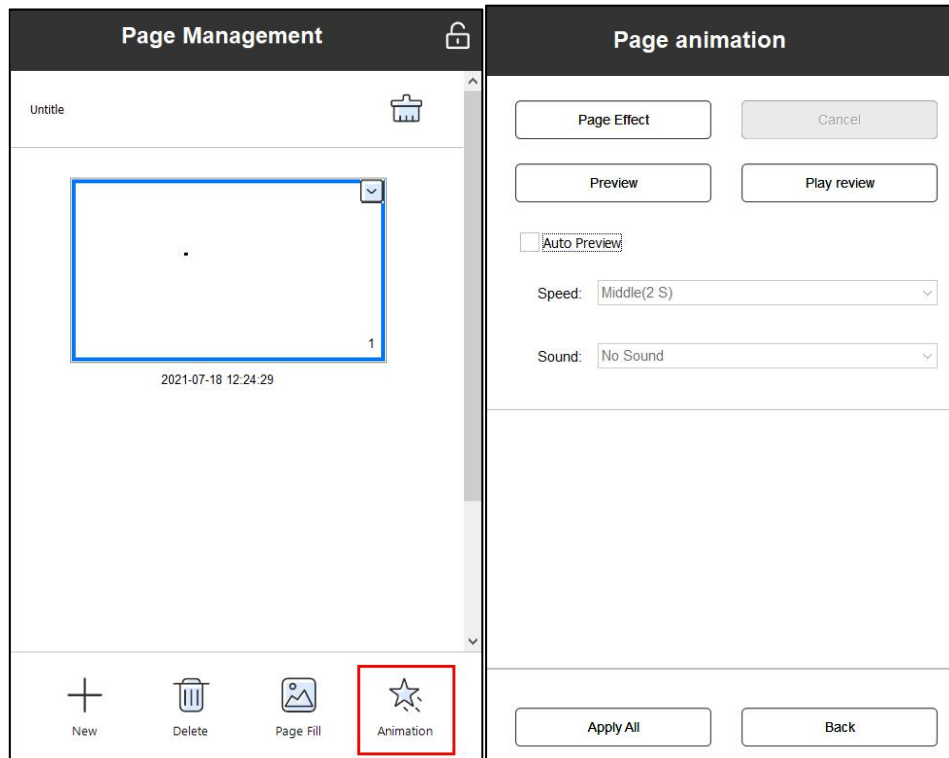 Page Management
Untitle
1
2021-07-18 12:24:29
New Delete Page Fill Animation
Page animation
Page Effect Cancel
Preview Play review
Auto Preview
Speed: Middle(2 S)
Sound: No Sound
Apply All Back